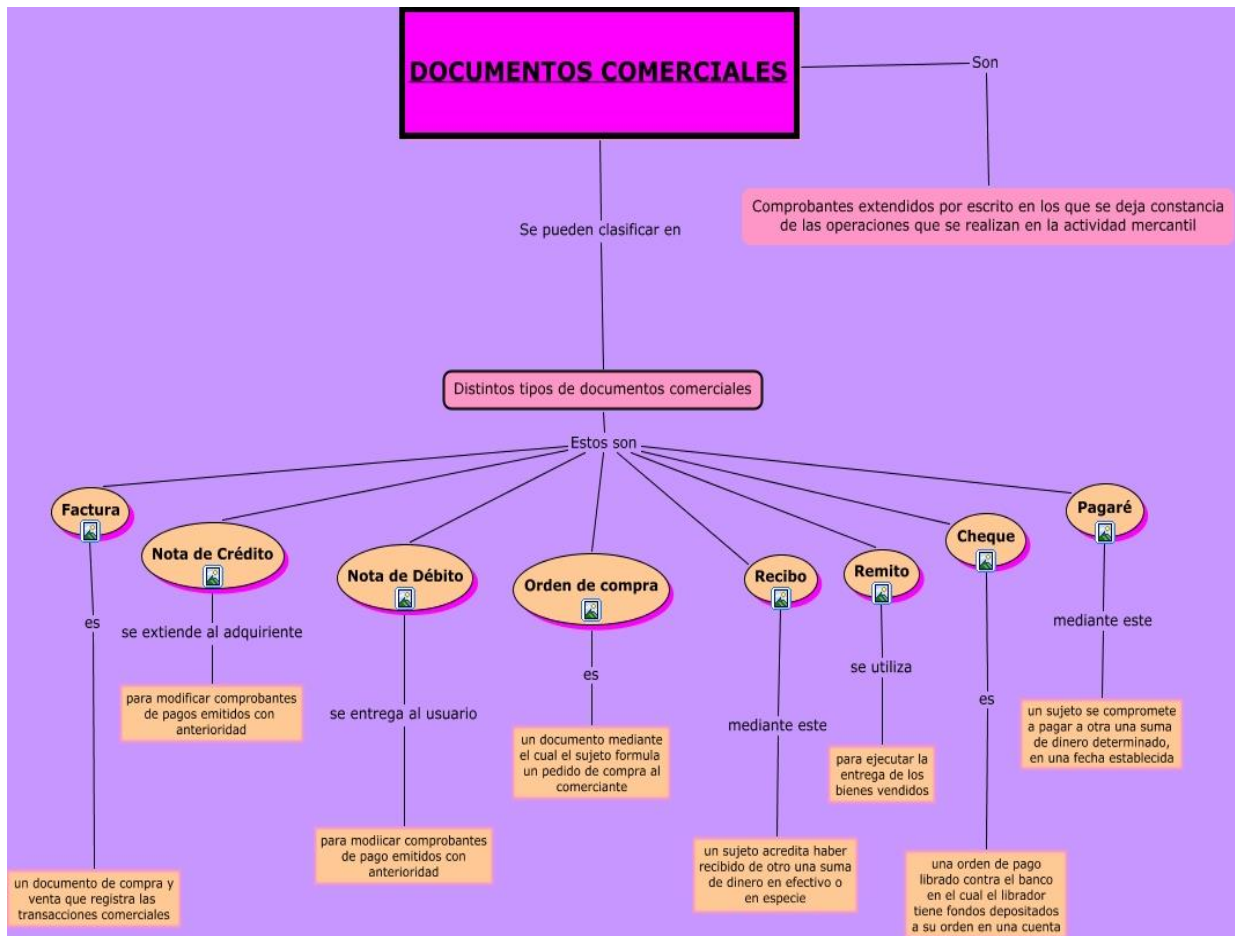 DOCUMENTOS COMERCIALES
Son
Comprobantes extendidos por escrito en los que se deja constancia
de las operaciones que se realizan en la actividad mercantil
Se pueden clasificar en
Distintos tipos de documentos comerciales
Estos son
Factura
es
un documento de compra y
venta que registra las
transacciones comerciales
Nota de Crédito
se extiende al adquiriente
para modificar comprobantes
de pagos emitidos con
anterioridad
Nota de Débito
se entrega al usuario
para modiicar comprobantes
de pago emitidos con
anterioridad
Orden de compra
es
un documento mediante
el cual el sujeto formula
un pedido de compra al
comerciante
Recibo
mediante este
un sujeto acredita haber
recibido de otro una suma
de dinero en efectivo o
en especie
Remito
se utiliza
para ejecutar la
entrega de los
bienes vendidos
Cheque
es
una orden de pago
librado contra el banco
en el cual el librador
tiene fondos depositados
a su orden en una cuenta
Pagaré
mediante este
un sujeto se compromete
a pagar a otra una suma
de dinero determinado,
en una fecha establecida